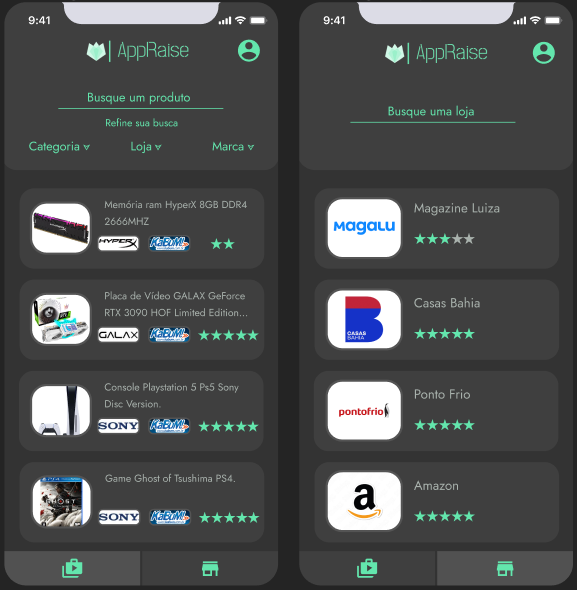 9:41
AppRaise
Busque um produto
Refine sua busca
Categoria
Loja
Marca
Memória ram HyperX 8GB DDR4
2666MHZ
HYPERX
KaBuM!
Placa de Vídeo GALAX GeForce
RTX 3090 HOF Limited Edition...
GALAX
KaBuM!
Console Playstation 5 Ps5 Sony
Disc Version.
SONY
KaBuM!
Game Ghost of Tsushima PS4.
PS4
GHOST
SONY
KaBuM!
9:41
AppRaise
Busque uma loja
MAGALU
Magazine Luiza
CASAS
BAHIA
Casas Bahia
pontofrio
Ponto Frio
a
Amazon